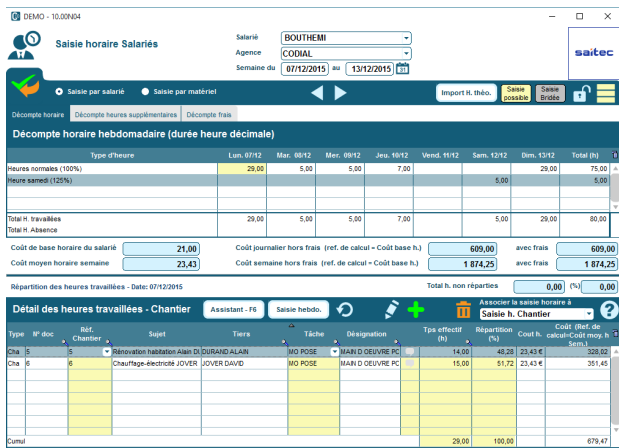 DEMO - 10.00N04
Saisie horaire Salariés
Salarié BOUTHEMI
Agence CODIAL
Semaine du 07/12/2015 au 13/12/2015
saitec
Saisie par salarié Saisie par matériel Import H. théo. Saisie possible Saisie Bridée
Décompte horaire Décompte heures supplémentaires Décompte frais
Décompte horaire hebdomadaire (durée heure décimale)
Type d'heure Lun. 07/12 Mar. 08/12 Mer. 09/12 Jeu. 10/12 Vend. 11/12 Sam. 12/12 Dim. 13/12 Total (h)
Heures normales (100%) 29,00 5,00 5,00 7,00 29,00 75,00
Heure samedi (125%) 5,00 5,00
Total H. travaillées 29,00 5,00 5,00 7,00 5,00 29,00 80,00
Total H. Absence
Coût de base horaire du salarié 21,00 Coût journalier hors frais (ref. de calcul = Coût base h.) 609,00 avec frais 609,00
Coût moyen horaire semaine 23,43 Coût semaine hors frais (ref. de calcul = Coût base h.) 1 874,25 avec frais 1 874,25
Répartition des heures travaillées - Date: 07/12/2015 Total h. non réparties 0,00 (%) 0,00
Détail des heures travaillées - Chantier Assistant - F6 Saisie hebdo. Associer la saisie horaire à
Saisie h. Chantier
Type N° doc Réf. Chantier Sujet Tiers Tâche Désignation Tps effectif (h) Répartition (%) Cout h. Coût (Ref. de calcul=Coût moy. h Sem.)
Cha 5 5 Rénovation habitation Alain DU DURAND ALAIN MO POSE MAIN D OEUVRE PO 14,00 48,28 23,43 € 328,02
Cha 6 6 Chauffage-électricité JOVER JOVER DAVID MO POSE MAIN D OEUVRE PO 15,00 51,72 23,43 € 351,45
Cumul 29,00 100,00 679,47